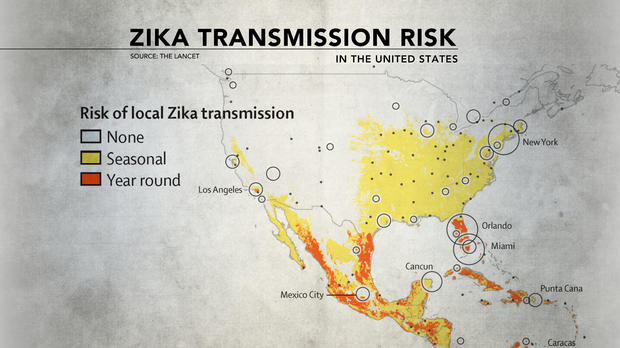 ZIKA TRANSMISSION RISK
SOURCE: THE LANCET
IN THE UNITED STATES
Risk of local Zika transmission
None
Seasonal
Year round
New York
Los Angeles
Orlando
Miami
Cancun
Mexico City
Punta Cana
Caracas